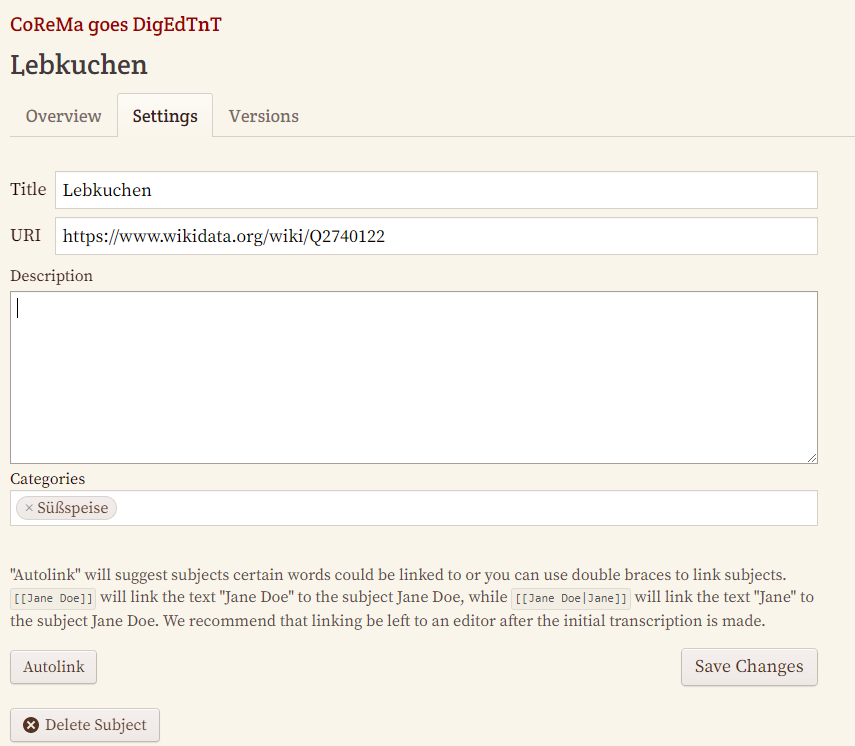 CoReMa goes DigEdTnT
Lebkuchen
Overview Settings Versions
Title Lebkuchen
URI https://www.wikidata.org/wiki/Q2740122
Description
Categories
× Süßspeise
"Autolink" will suggest subjects certain words could be linked to or you can use double braces to link subjects.
[[Jane Doe]] will link the text "Jane Doe" to the subject Jane Doe, while [[Jane Doe|Jane]] will link the text "Jane" to
the subject Jane Doe. We recommend that linking be left to an editor after the initial transcription is made.
Autolink Save Changes
Delete Subject